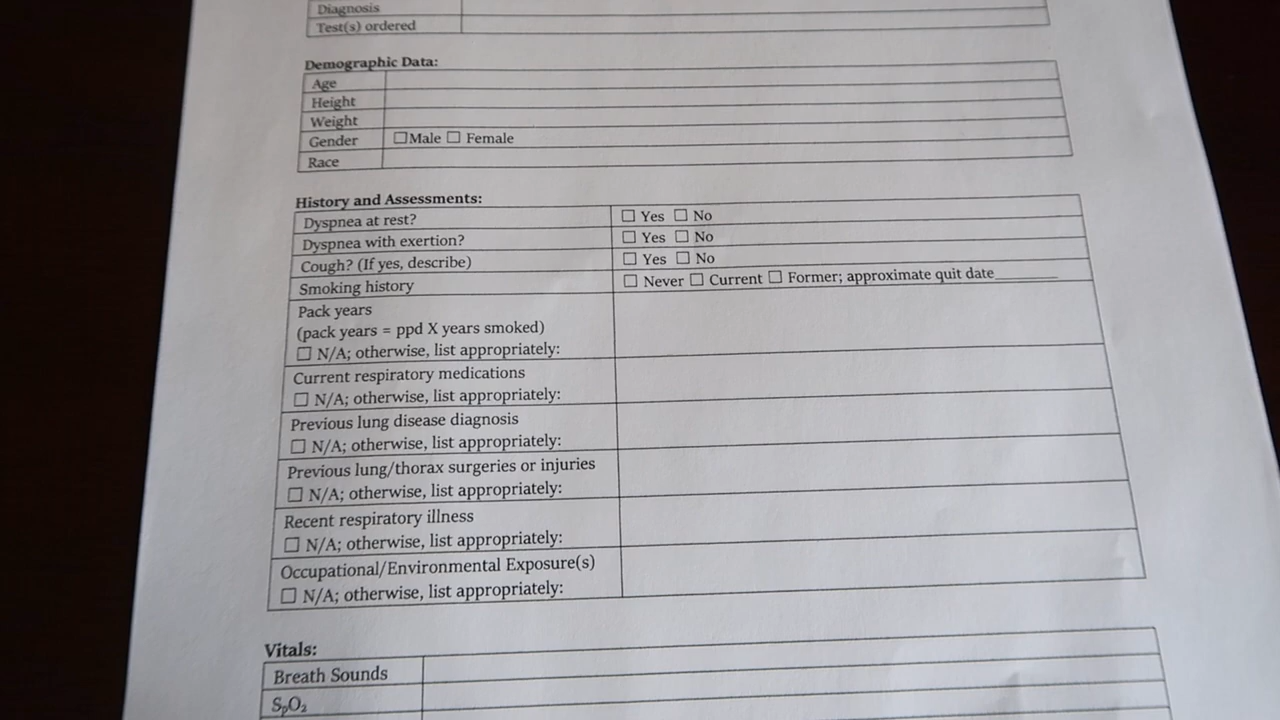 Diagnosis
Test(s) ordered
Demographic Data:
Age
Height
Weight
Gender ☐Male ☐ Female
Race
History and Assessments:
Dyspnea at rest? ☐ Yes ☐ No
Dyspnea with exertion? ☐ Yes ☐ No
Cough? (If yes, describe) ☐ Yes ☐ No
Smoking history ☐ Never ☐ Current ☐ Former; approximate quit date________
Pack years
(pack years = ppd X years smoked)
☐ N/A; otherwise, list appropriately:
Current respiratory medications
☐ N/A; otherwise, list appropriately:
Previous lung disease diagnosis
☐ N/A; otherwise, list appropriately:
Previous lung/thorax surgeries or injuries
☐ N/A; otherwise, list appropriately:
Recent respiratory illness
☐ N/A; otherwise, list appropriately:
Occupational/Environmental Exposure(s)
☐ N/A; otherwise, list appropriately:
Vitals:
Breath Sounds
SpO2